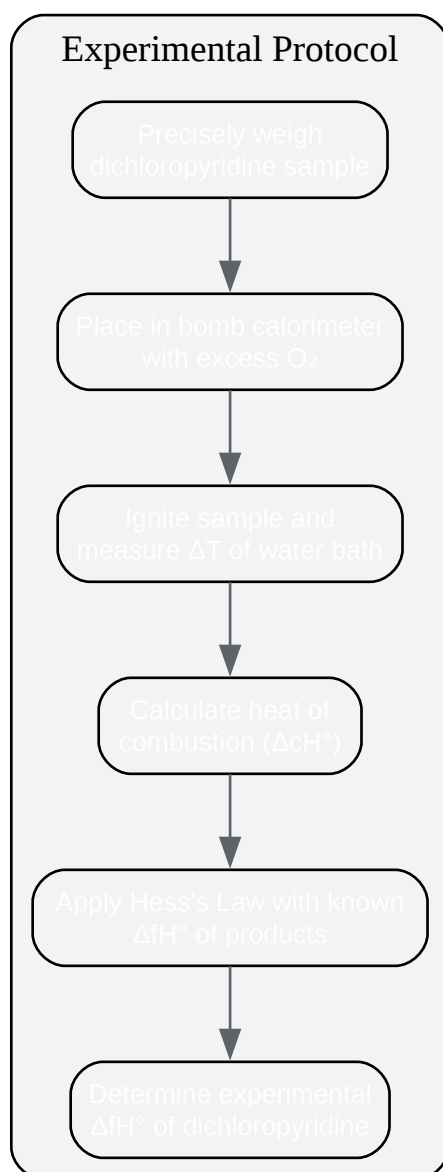 Experimental Protocol
Precisely weigh
dichloropyridine sample
Place in bomb calorimeter
with excess O₂
Ignite sample and
measure ΔT of water bath
Calculate heat of
combustion (ΔcH°)
Apply Hess's Law with known
ΔfH° of products
Determine experimental
ΔfH° of dichloropyridine